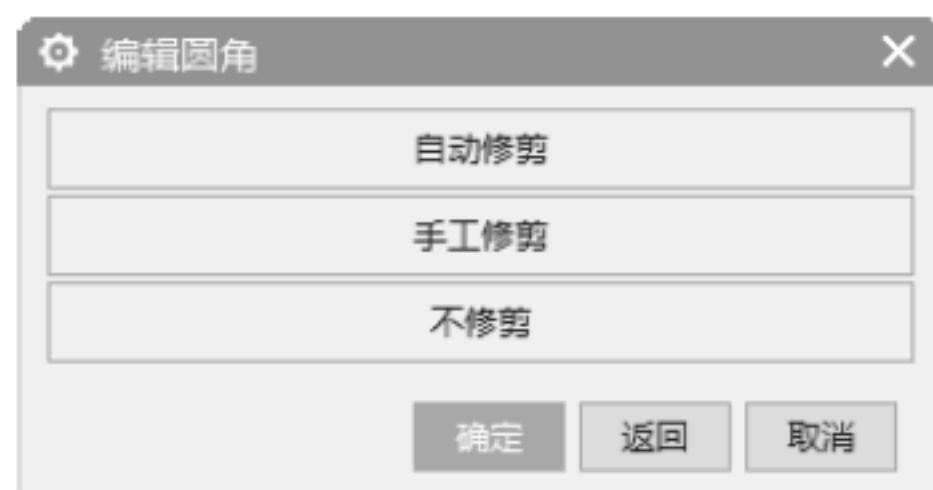 编辑圆角
自动修剪
手工修剪
不修剪
确定 返回 取消